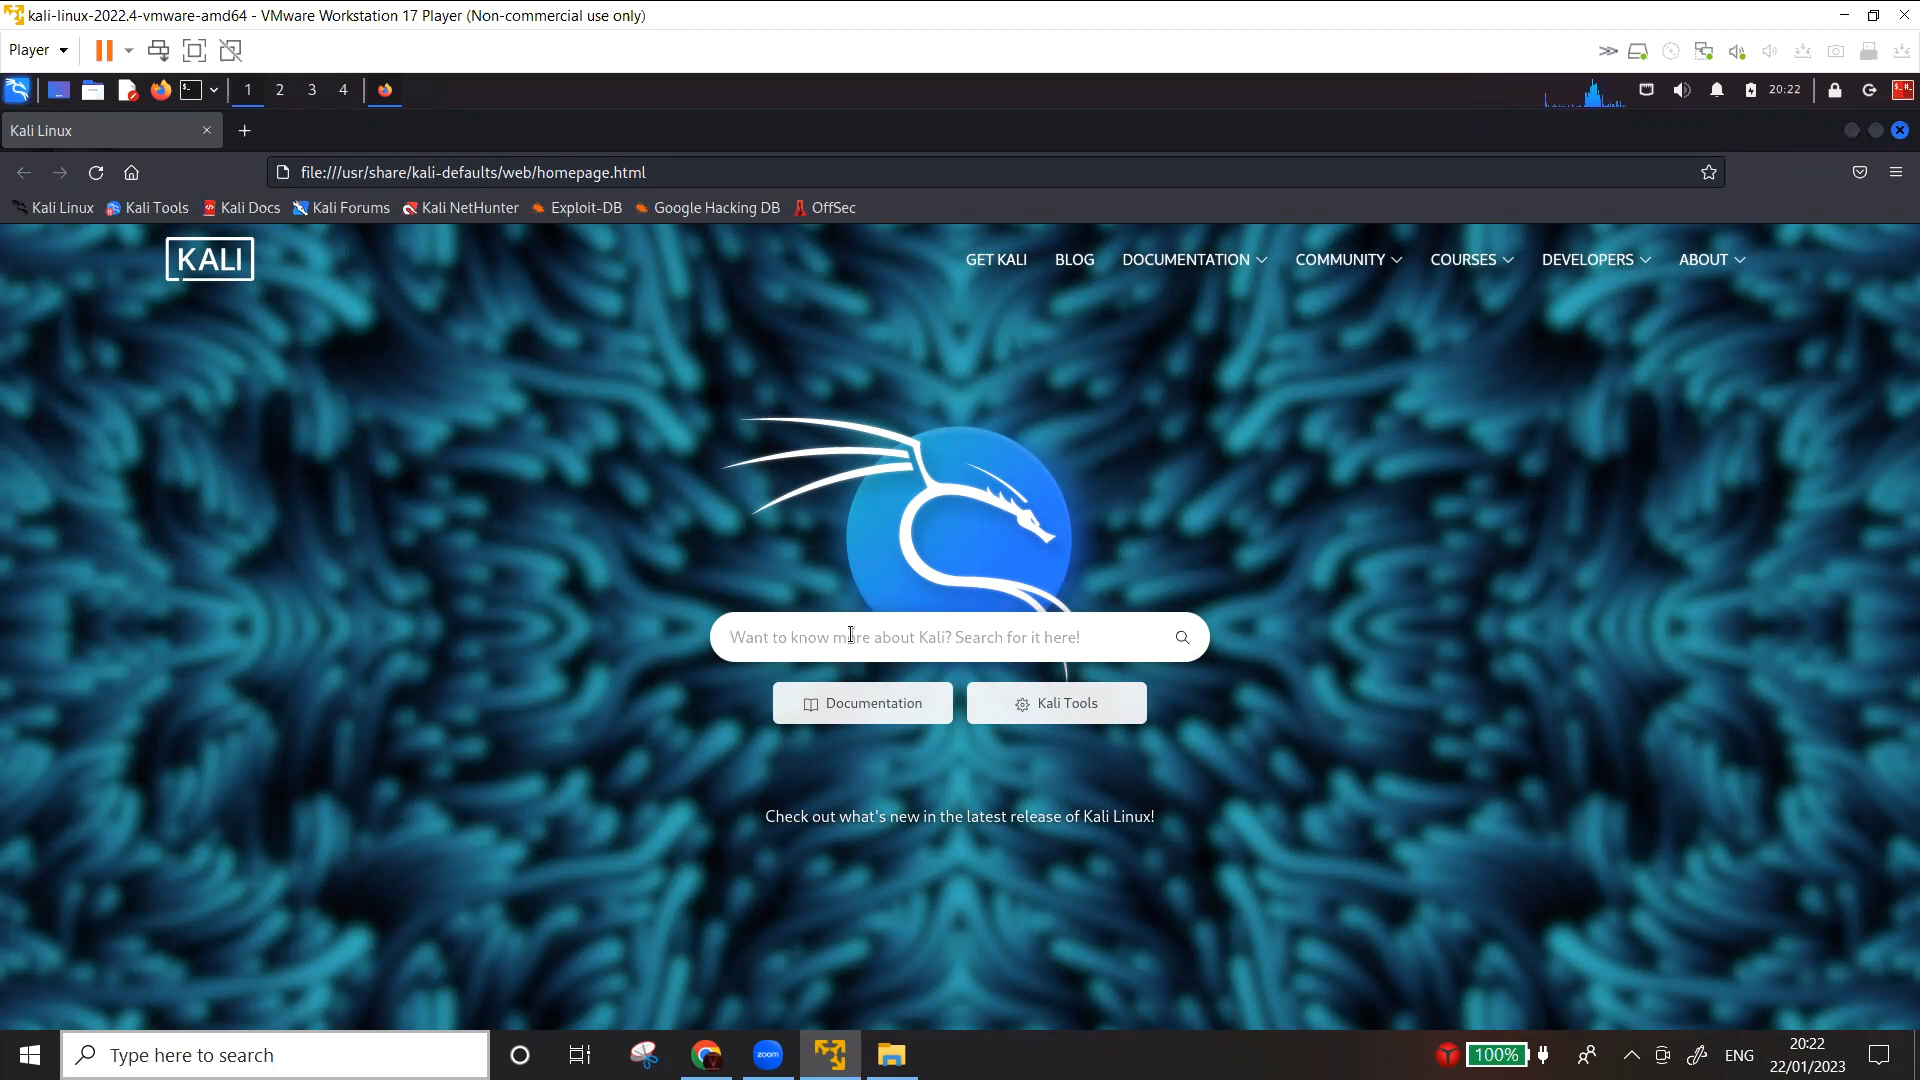 kali-linux-2022.4-vmware-amd64 - VMware Workstation 17 Player (Non-commercial use only)
Player
1 2 3 4
20:22
Kali Linux
file:///usr/share/kali-defaults/web/homepage.html
Kali Linux Kali Tools Kali Docs Kali Forums Kali NetHunter Exploit-DB Google Hacking DB OffSec
KALI GET KALI BLOG DOCUMENTATION COMMUNITY COURSES DEVELOPERS ABOUT
Want to know more about Kali? Search for it here!
Documentation Kali Tools
Check out what's new in the latest release of Kali Linux!
Type here to search zoom 100% ENG 20:22
22/01/2023